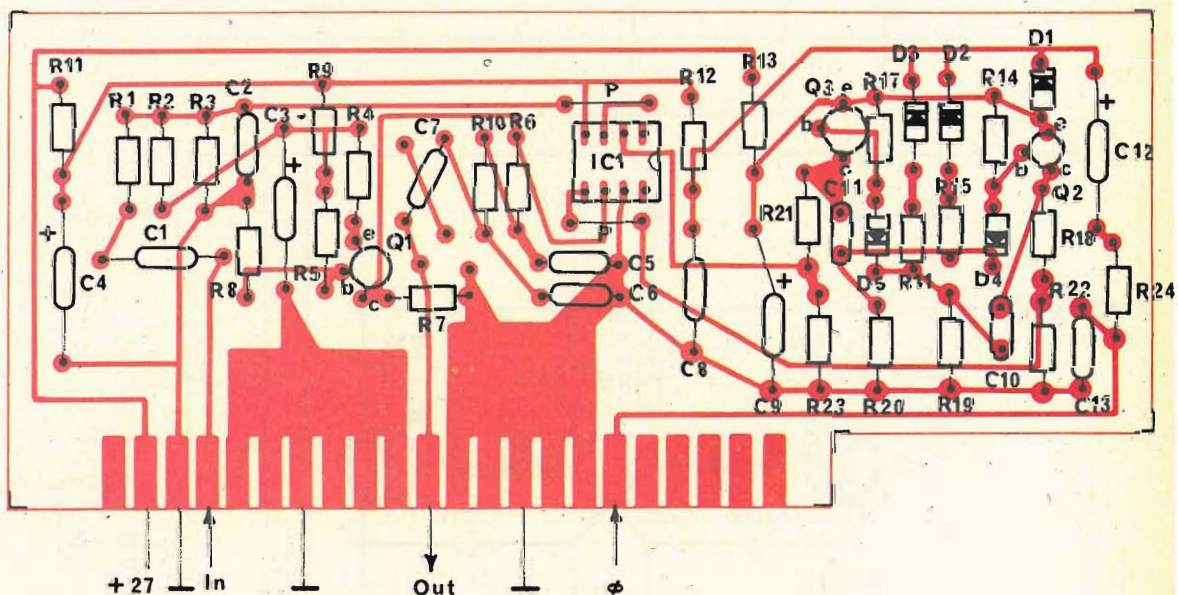 D1
R13
D3 D2
R11
R9
R12
Q3 e R17
R14
R1 R2 R3 C2
C3
R4
C7
R10 R6
P
IC1
b
e
C12
b
c
c
C11
R15
Q2
R21
C1
e Q1
R18
C4
R8
R5
b
c
R7
C5
C6
D5 R11 D4
R22
R24
C8
C10
C9 R23 R20 R19 C13
P
+27 In Out ϕ